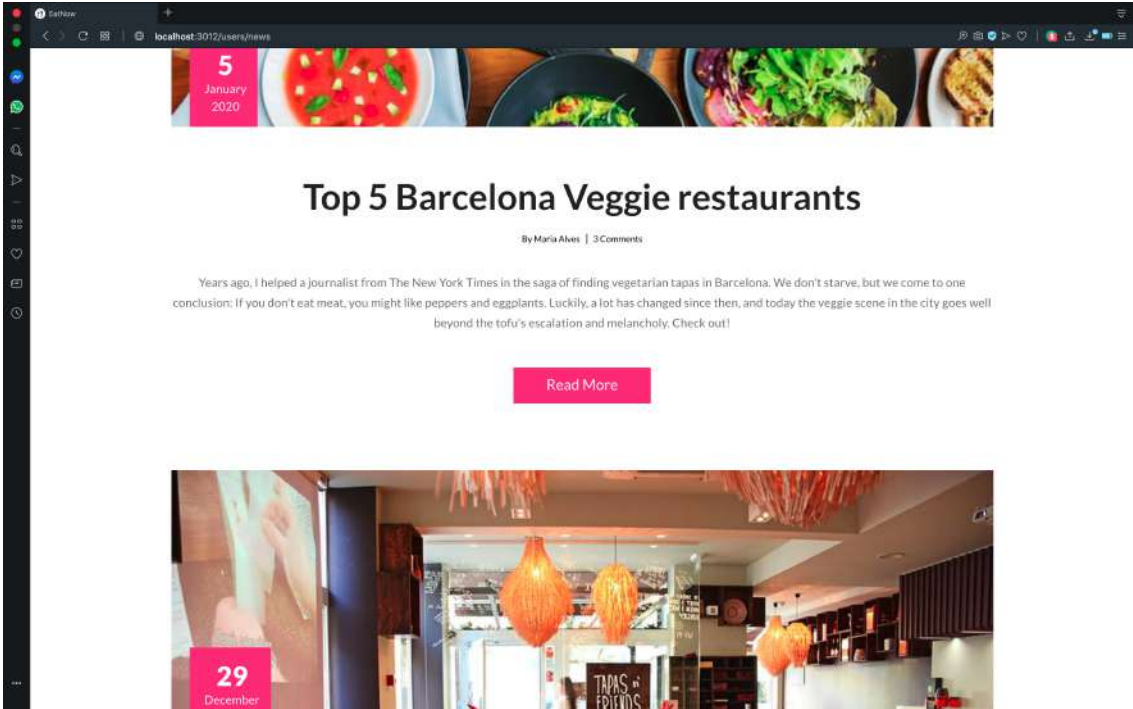 EatNow
localhost:3012/users/news
5
January
2020
Top 5 Barcelona Veggie restaurants
By Maria Alves | 3 Comments
Years ago, I helped a journalist from The New York Times in the saga of finding vegetarian tapas in Barcelona. We don't starve, but we come to one
conclusion: If you don't eat meat, you might like peppers and eggplants. Luckily, a lot has changed since then, and today the veggie scene in the city goes well
beyond the tofu's escalation and melancholy. Check out!
Read More
29
December
TAPAS n'
FRIENDS